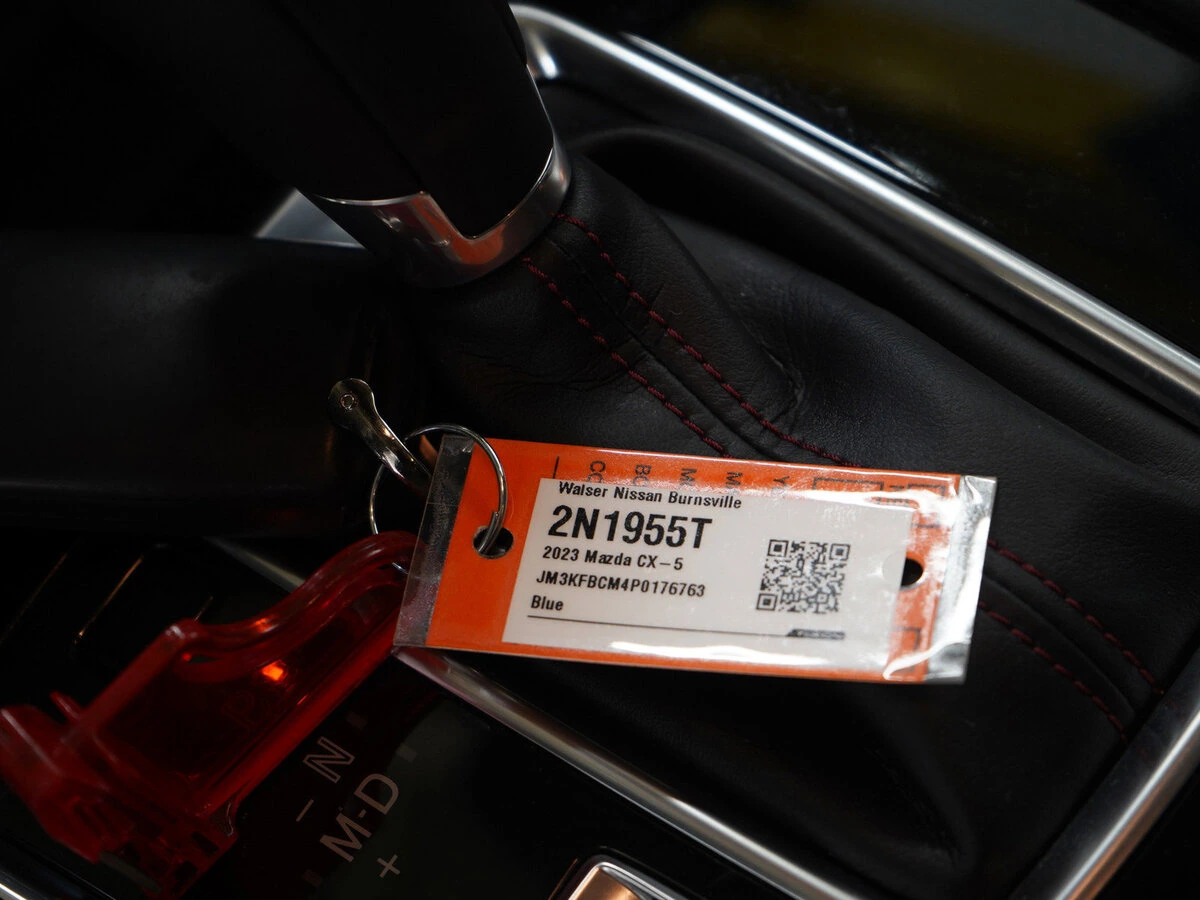 Walser Nissan Burnsville
2N1955T
2023 Mazda CX-5
JM3KFBCM4P0176763
Blue
N
M-D
+